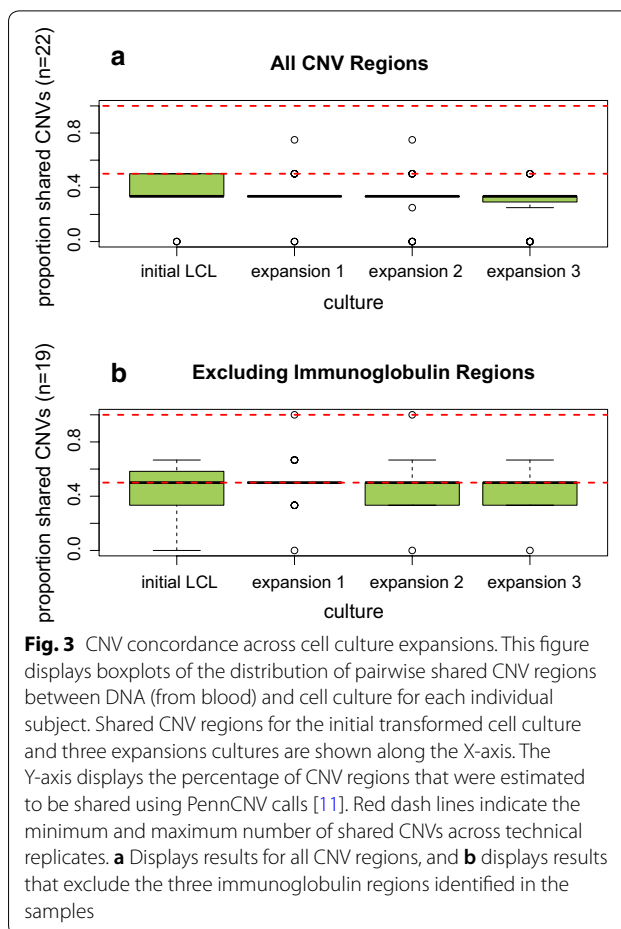 a
All CNV Regions
proportion shared CNVs (n=22)
0.8
0.4
0.0
initial LCL
expansion 1
expansion 2
expansion 3
culture
b
Excluding Immunoglobulin Regions
proportion shared CNVs (n=19)
0.8
0.4
0.0
initial LCL
expansion 1
expansion 2
expansion 3
culture
Fig. 3 CNV concordance across cell culture expansions. This figure
displays boxplots of the distribution of pairwise shared CNV regions
between DNA (from blood) and cell culture for each individual
subject. Shared CNV regions for the initial transformed cell culture
and three expansions cultures are shown along the X-axis. The
Y-axis displays the percentage of CNV regions that were estimated
to be shared using PennCNV calls [11]. Red dash lines indicate the
minimum and maximum number of shared CNVs across technical
replicates. a Displays results for all CNV regions, and b displays results
that exclude the three immunoglobulin regions identified in the
samples